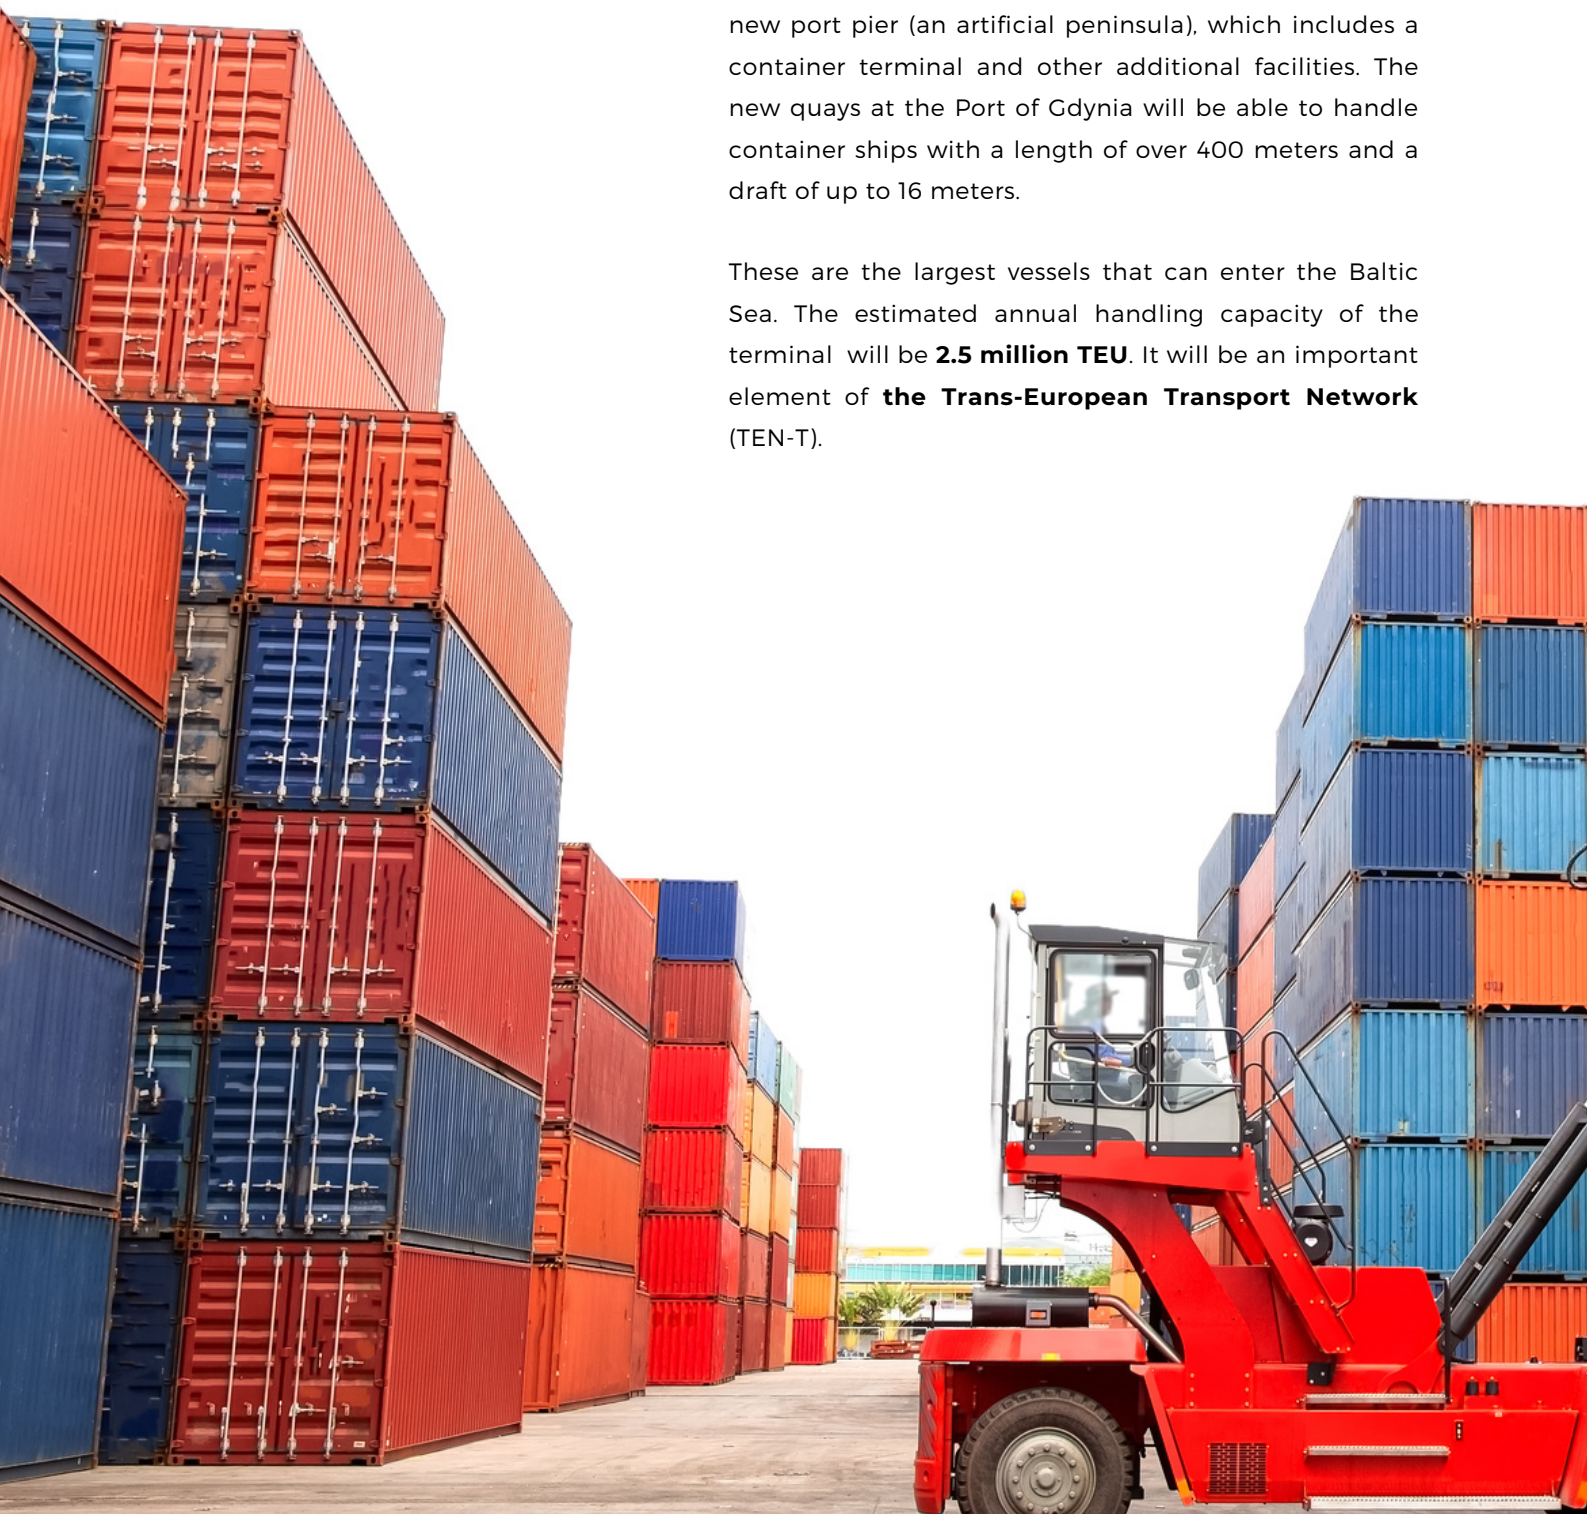 new port pier (an artificial peninsula), which includes a
container terminal and other additional facilities. The
new quays at the Port of Gdynia will be able to handle
container ships with a length of over 400 meters and a
draft of up to 16 meters.
These are the largest vessels that can enter the Baltic
Sea. The estimated annual handling capacity of the
terminal will be 2.5 million TEU. It will be an important
element of the Trans-European Transport Network
(TEN-T).